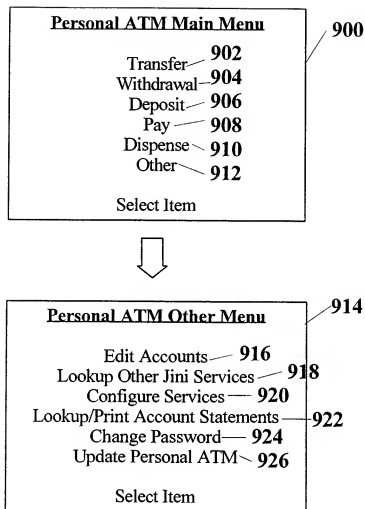 Personal ATM Main Menu
900
Transfer 902
Withdrawal 904
Deposit 906
Pay 908
Dispense 910
Other 912
Select Item
914
Personal ATM Other Menu
Edit Accounts 916
Lookup Other Jini Services 918
Configure Services 920
Lookup/Print Account Statements 922
Change Password 924
Update Personal ATM 926
Select Item